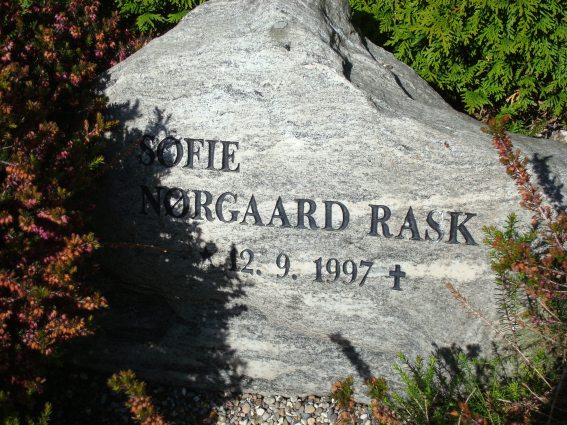 SOFIE
NØRGAARD RASK
* 12. 9. 1997 ✝